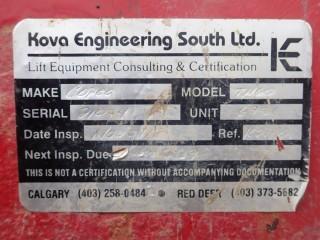 Kova Engineering South Ltd.
Lift Equipment Consulting & Certification
MAKE MODEL
SERIAL UNIT
Date Insp. Ref.
Next Insp. Due
THIS IS NOT A CERTIFICATION WITHOUT ACCOMPANYING DOCUMENTATION
CALGARY (403) 258-0484 RED DEER (403) 373-5682